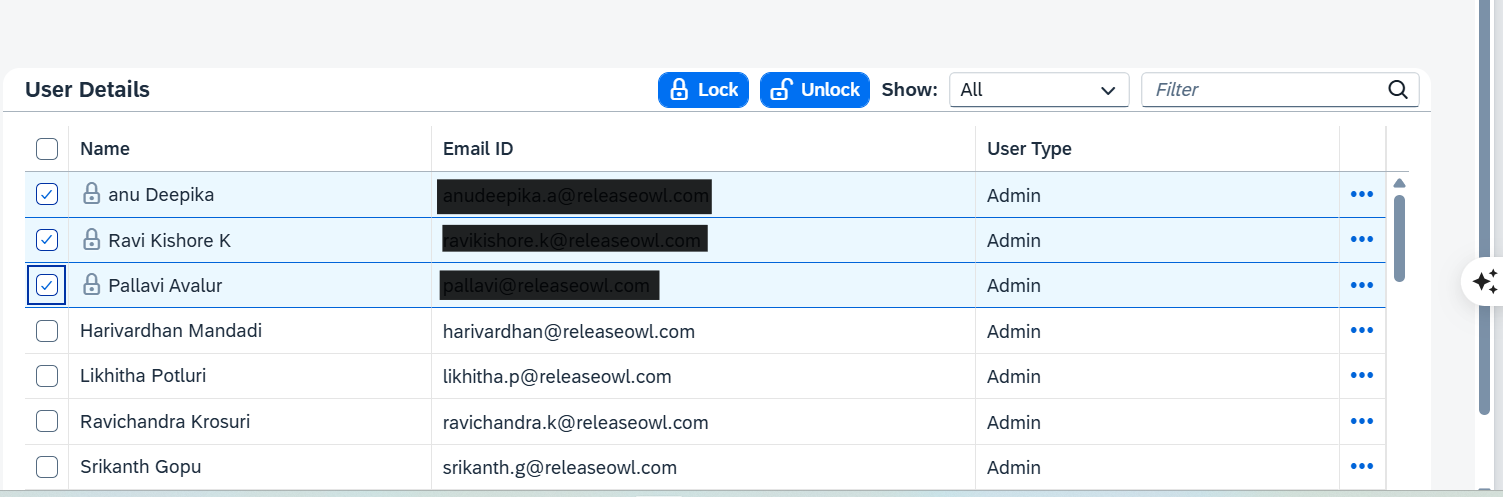 User Details
Lock
Unlock
Show:
All
Filter
Name Email ID User Type
anu Deepika anudeepika.a@releaseowl.com Admin
Ravi Kishore K ravikishore.k@releaseowl.com Admin
Pallavi Avalur pallavi@releaseowl.com Admin
Harivardhan Mandadi harivardhan@releaseowl.com Admin
Likhitha Potluri likhitha.p@releaseowl.com Admin
Ravichandra Krosuri ravichandra.k@releaseowl.com Admin
Srikanth Gopu srikanth.g@releaseowl.com Admin